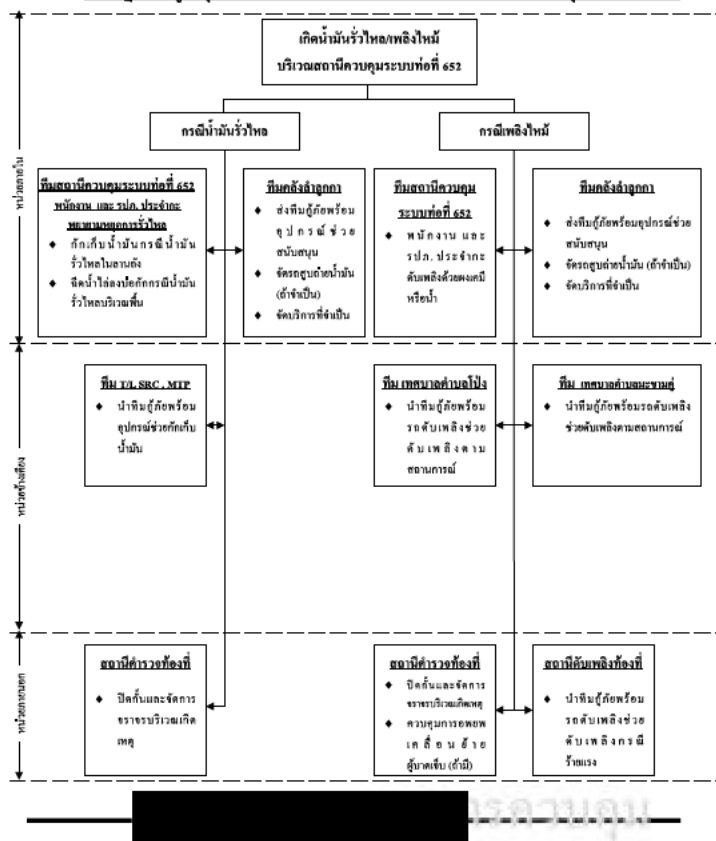 เกิดน้ำมันรั่วไหล/เพลิงไหม้
บริเวณสถานีควบคุมระบบท่อที่ 652
กรณีน้ำมันรั่วไหล
กรณีเพลิงไหม้
หน่วยภายใน
ทีมสถานีควบคุมระบบท่อที่ 652
พนักงาน และ รปภ. ประจำกะ
พยายามหยุดการรั่วไหล
♦ กักเก็บน้ำมันกรณีน้ำมัน
รั่วไหลในลานถัง
♦ ฉีดน้ำไล่ลงบ่อกักกรณีน้ำมัน
รั่วไหลบริเวณพื้น
ทีมคลังลำลูกกา
♦ ส่งทีมกู้ภัยพร้อม
อุปกรณ์ช่วย
สนับสนุน
♦ จัดรถสูบถ่ายน้ำมัน
(ถ้าจำเป็น)
♦ จัดบริการที่จำเป็น
ทีมสถานีควบคุม
ระบบท่อที่ 652
♦ พนักงาน และ
รปภ. ประจำกะ
ดับเพลิงด้วยผงเคมี
หรือน้ำ
ทีมคลังลำลูกกา
♦ ส่งทีมกู้ภัยพร้อมอุปกรณ์ช่วย
สนับสนุน
♦ จัดรถสูบถ่ายน้ำมัน (ถ้าจำเป็น)
♦ จัดบริการที่จำเป็น
หน่วยข้างเคียง
ทีม T/L SRC , MTP
♦ นำทีมกู้ภัยพร้อม
อุปกรณ์ช่วยกักเก็บ
น้ำมัน
ทีม เทศบาลตำบลโป่ง
♦ นำทีมกู้ภัยพร้อม
รถดับเพลิงช่วย
ดับเพลิงตาม
สถานการณ์
ทีม เทศบาลตำบลมะขามคู่
♦ นำทีมกู้ภัยพร้อมรถดับเพลิง
ช่วยดับเพลิงตามสถานการณ์
หน่วยภายนอก
สถานีตำรวจท้องที่
♦ ปิดกั้นและจัดการ
จราจรบริเวณเกิด
เหตุ
สถานีตำรวจท้องที่
♦ ปิดกั้นและจัดการ
จราจรบริเวณเกิดเหตุ
♦ ควบคุมการอพยพ
เคลื่อนย้าย
ผู้บาดเจ็บ (ถ้ามี)
สถานีดับเพลิงท้องที่
♦ นำทีมกู้ภัยพร้อม
รถดับเพลิงช่วย
ดับเพลิงกรณี
ร้ายแรง
การควบคุม